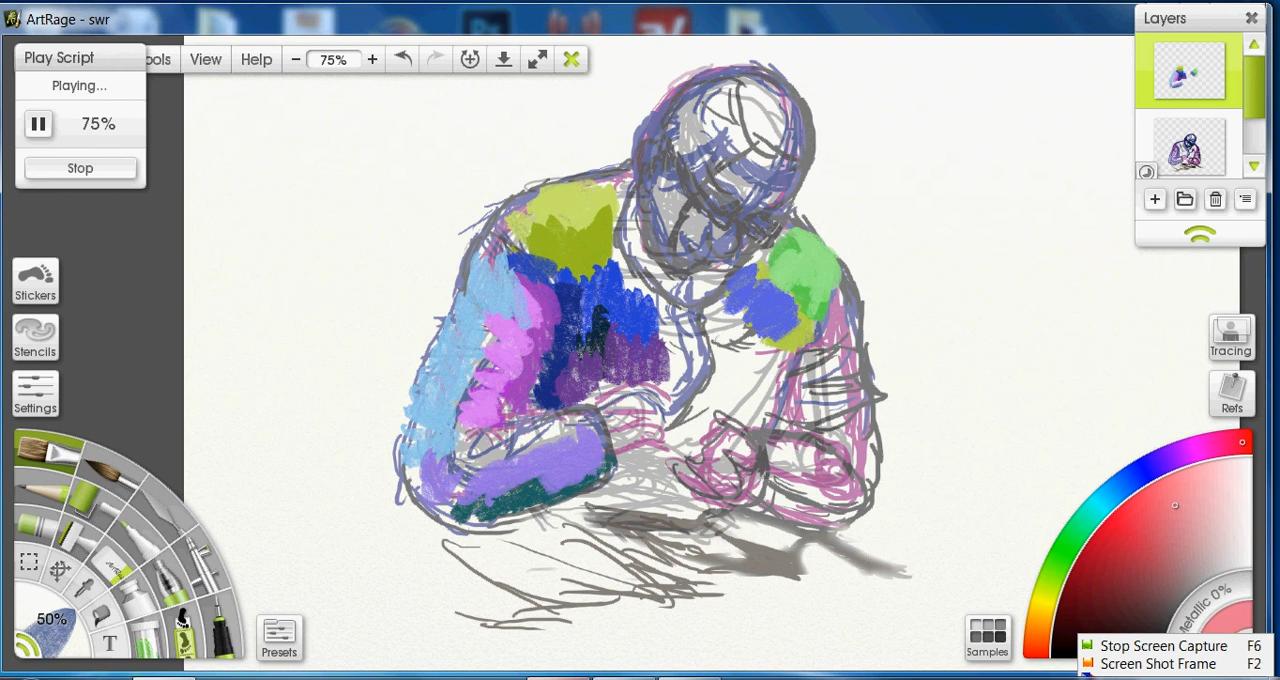 ArtRage - swr
Layers
Play Script
Playing...
75%
Stop
ools View Help − 75% +
Stickers
Stencils
Settings
Tracing
Refs
50%
T
Presets
Samples
Metallic 0%
Stop Screen Capture F6
Screen Shot Frame F2